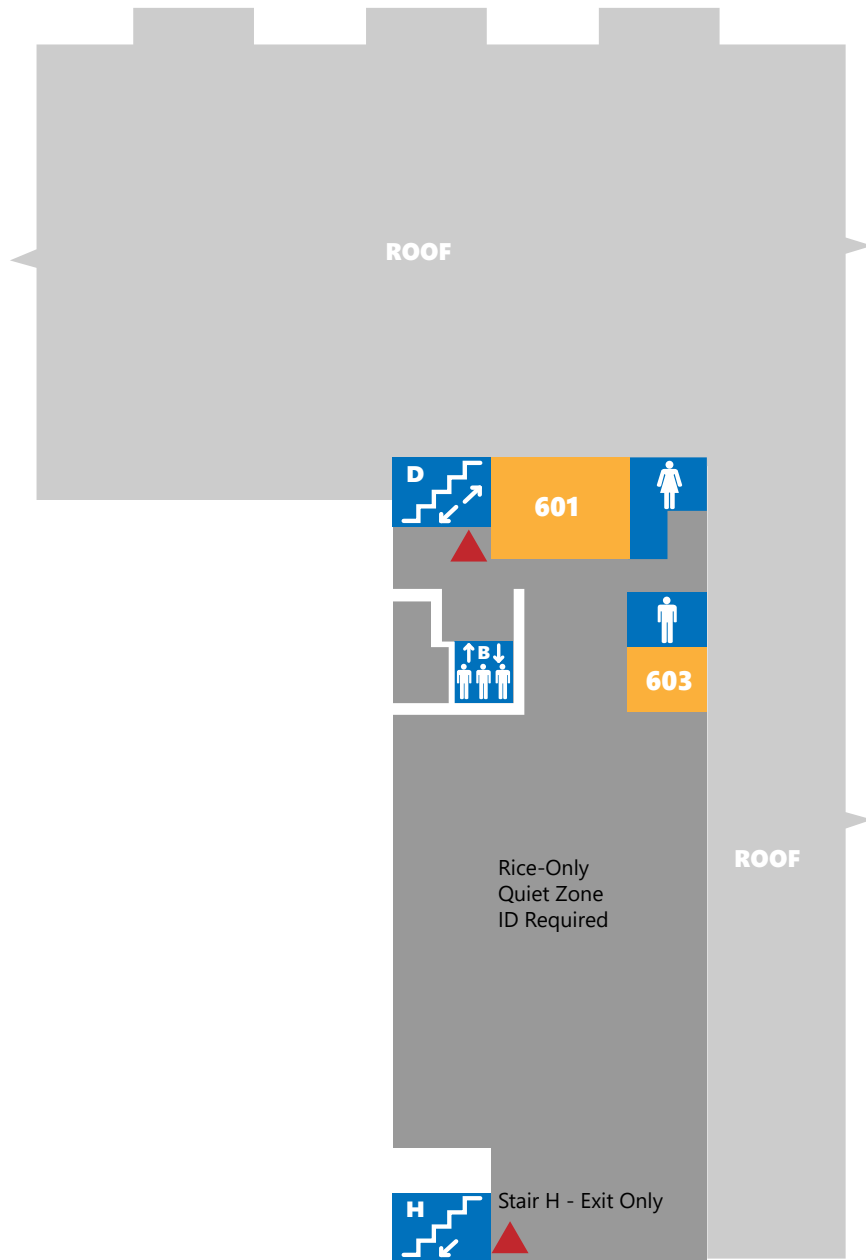 ROOF
D
601
B
603
Rice-Only
Quiet Zone
ID Required
ROOF
H
Stair H - Exit Only